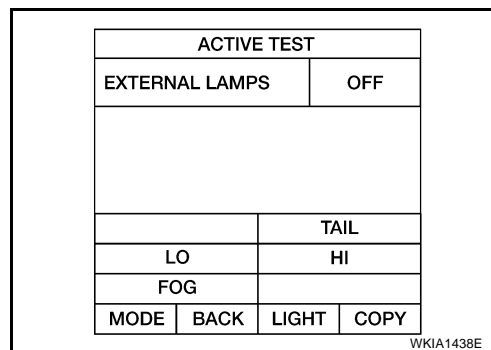 ACTIVE TEST
EXTERNAL LAMPS OFF
TAIL
LO HI
FOG
MODE BACK LIGHT COPY
WKIA1438E